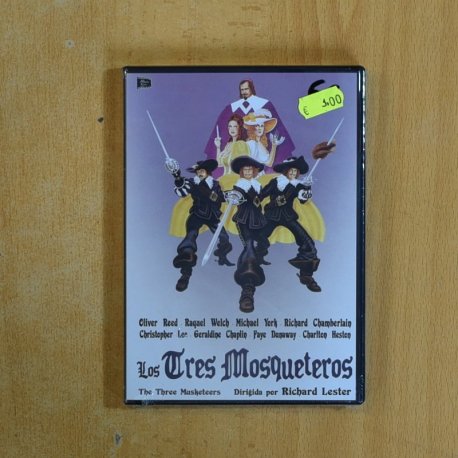 € 3,00
Oliver Reed Raquel Welch Michael York Richard Chamberlain
Christopher Lee Geraldine Chaplin Faye Dunaway Charlton Heston
Los Tres Mosqueteros
The Three Musketeers Dirigida por Richard Lester